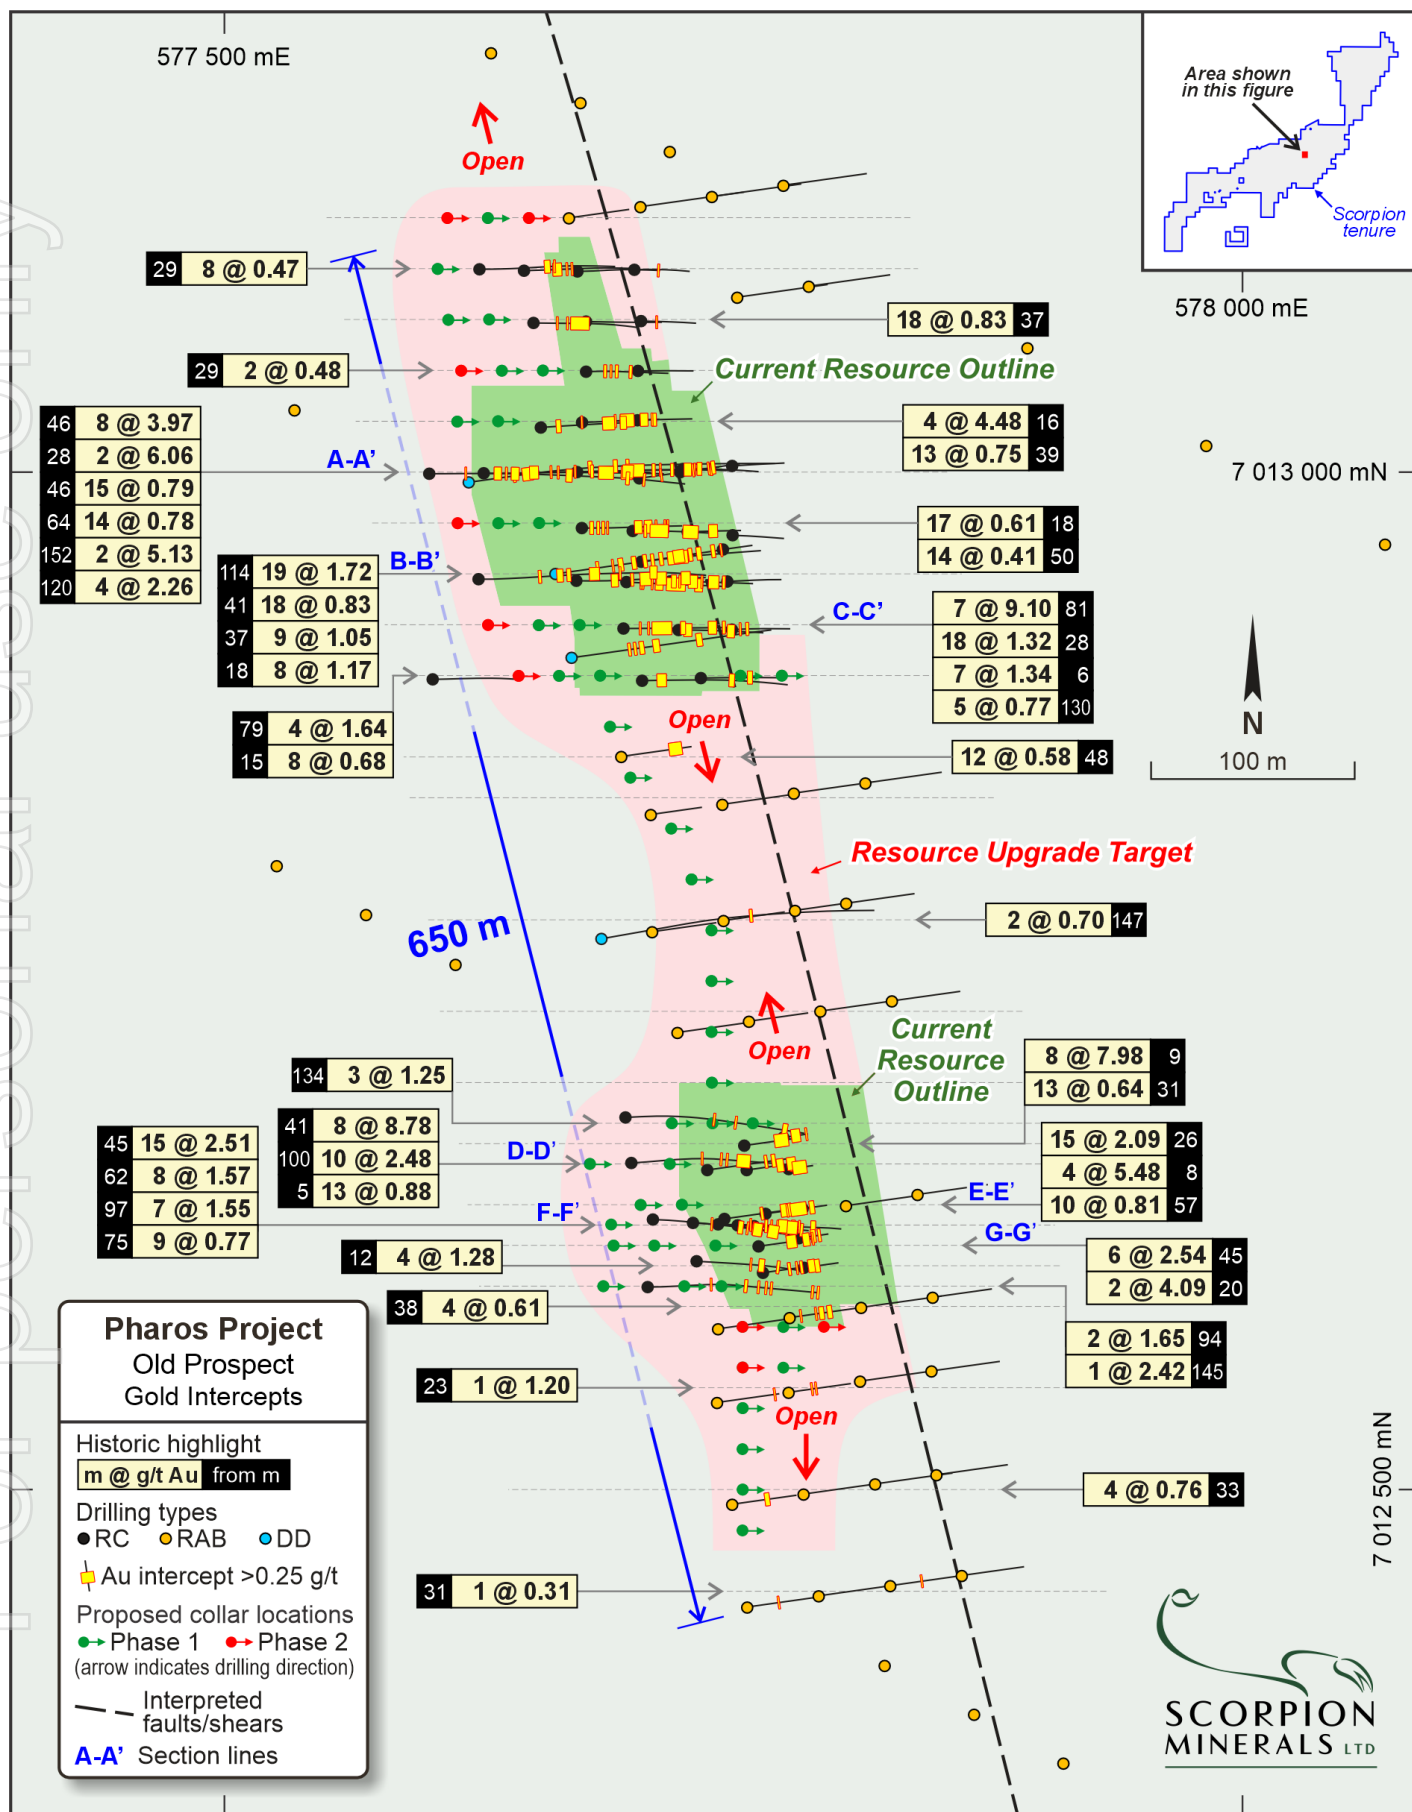 577 500 mE
Area shown
in this figure
Scorpion
tenure
578 000 mE
Open
29 8 @ 0.47
18 @ 0.83 37
29 2 @ 0.48
Current Resource Outline
46 8 @ 3.97
28 2 @ 6.06
46 15 @ 0.79
64 14 @ 0.78
152 2 @ 5.13
120 4 @ 2.26
A-A’
4 @ 4.48 16
13 @ 0.75 39
7 013 000 mN
17 @ 0.61 18
14 @ 0.41 50
B-B’
114 19 @ 1.72
41 18 @ 0.83
37 9 @ 1.05
18 8 @ 1.17
C-C’
7 @ 9.10 81
18 @ 1.32 28
7 @ 1.34 6
5 @ 0.77 130
79 4 @ 1.64
15 8 @ 0.68
Open
12 @ 0.58 48
N
100 m
Resource Upgrade Target
650 m
2 @ 0.70 147
Open
Current
Resource
Outline
134 3 @ 1.25
8 @ 7.98 9
13 @ 0.64 31
41 8 @ 8.78
100 10 @ 2.48
5 13 @ 0.88
D-D’
45 15 @ 2.51
62 8 @ 1.57
97 7 @ 1.55
75 9 @ 0.77
15 @ 2.09 26
4 @ 5.48 8
10 @ 0.81 57
E-E’
F-F’
G-G’
12 4 @ 1.28
6 @ 2.54 45
2 @ 4.09 20
38 4 @ 0.61
2 @ 1.65 94
1 @ 2.42 145
23 1 @ 1.20
Open
4 @ 0.76 33
7 012 500 mN
31 1 @ 0.31
Pharos Project
Old Prospect
Gold Intercepts
Historic highlight
m @ g/t Au from m
Drilling types
RC RAB DD
Au intercept >0.25 g/t
Proposed collar locations
Phase 1 Phase 2
(arrow indicates drilling direction)
Interpreted
faults/shears
A-A’ Section lines
SCORPION
MINERALS LTD
For personal use only